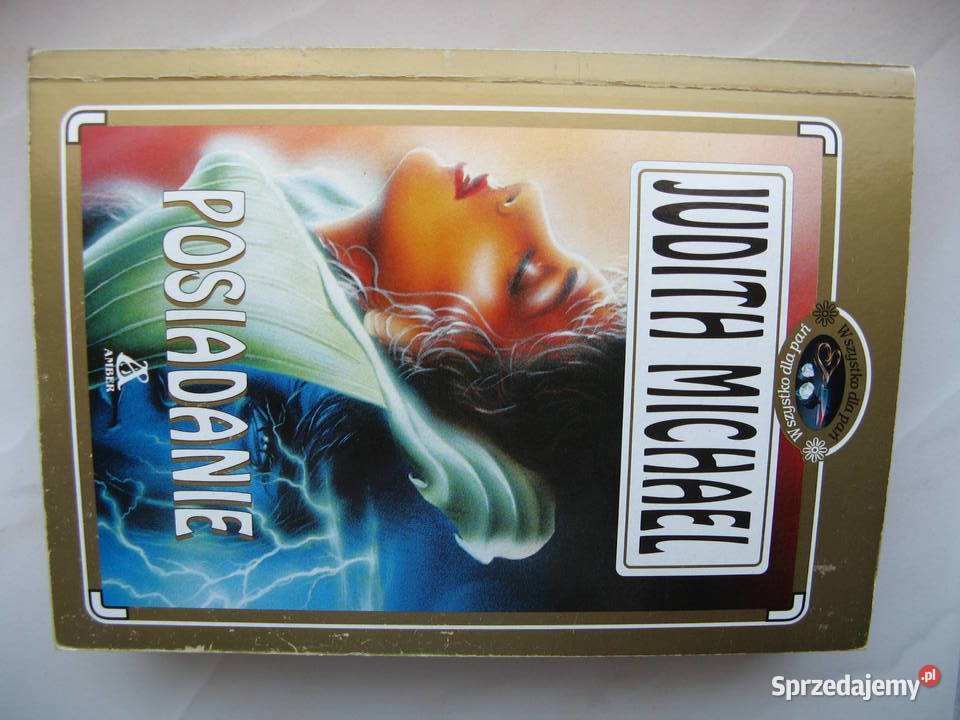 Wszystko dla pań
Wszystko dla pań
JUDITH MICHAEL
POSIADANIE
AMBER
Sprzedajemy.pl